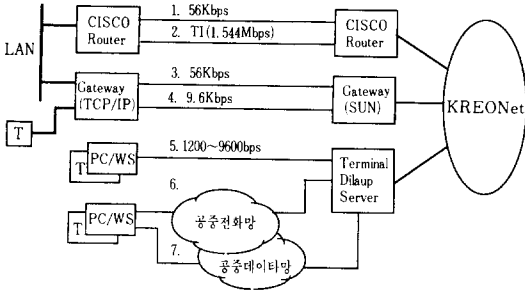 LAN
CISCO
Router
1. 56Kbps
2. T1(1.544Mbps)
CISCO
Router
Gateway
(TCP/IP)
3. 56Kbps
4. 9.6Kbps
Gateway
(SUN)
KREONet
T
T
PC/WS
5. 1200~9600bps
Terminal
Dilaup
Server
6.
T
PC/WS
공중전화망
7.
공중데이타망